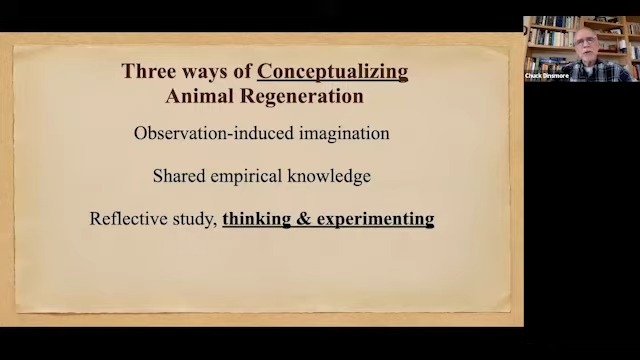 Three ways of Conceptualizing
Animal Regeneration
Observation-induced imagination
Shared empirical knowledge
Reflective study, thinking & experimenting
Chuck Dinsmore